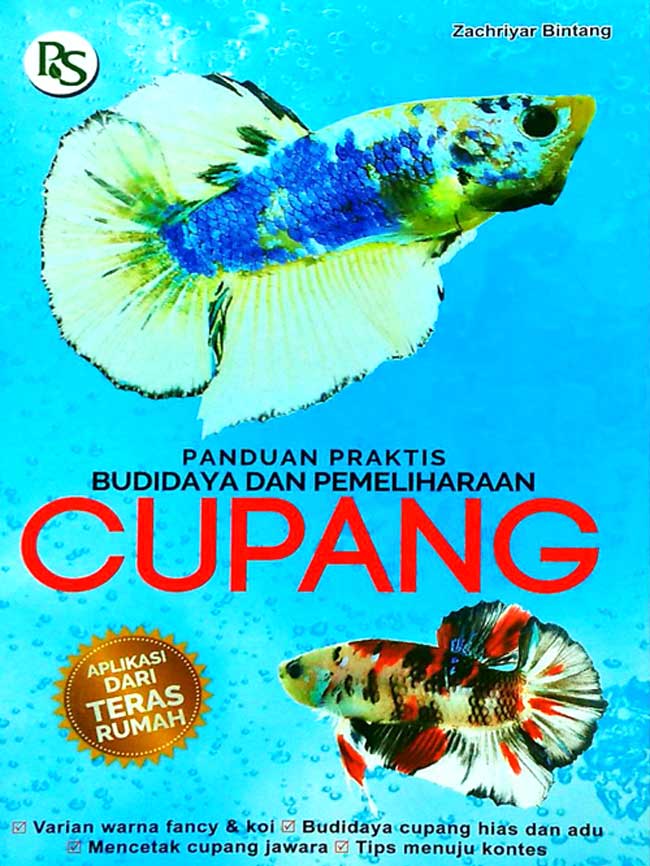 Zachriyar Bintang
PS
PANDUAN PRAKTIS
BUDIDAYA DAN PEMELIHARAAN
CUPANG
APLIKASI
DARI
TERAS
RUMAH
☑ Varian warna fancy & koi ☑ Budidaya cupang hias dan adu
☑ Mencetak cupang jawara ☑ Tips menuju kontes